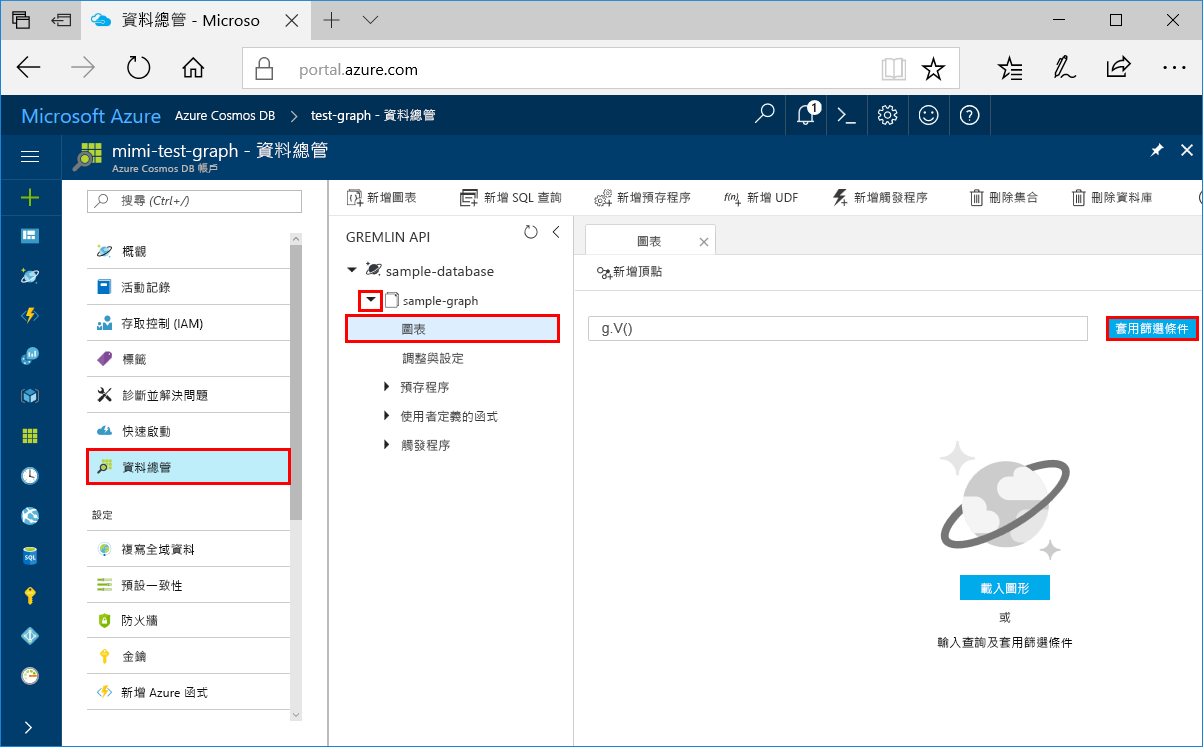 資料總管 - Microso
portal.azure.com
Microsoft Azure Azure Cosmos DB > test-graph - 資料總管
1
mimi-test-graph - 資料總管
Azure Cosmos DB 帳戶
搜尋 (Ctrl+/)
概觀
活動記錄
存取控制 (IAM)
標籤
診斷並解決問題
快速啟動
資料總管
設定
複寫全域資料
預設一致性
防火牆
金鑰
新增 Azure 函式
SQL
新增圖表 新增 SQL 查詢 新增預存程序 f(n) 新增 UDF 新增觸發程序 刪除集合 刪除資料庫
GREMLIN API
sample-database
sample-graph
圖表
調整與設定
預存程序
使用者定義的函式
觸發程序
圖表
新增頂點
g.V() 套用篩選條件
載入圖形
或
輸入查詢及套用篩選條件